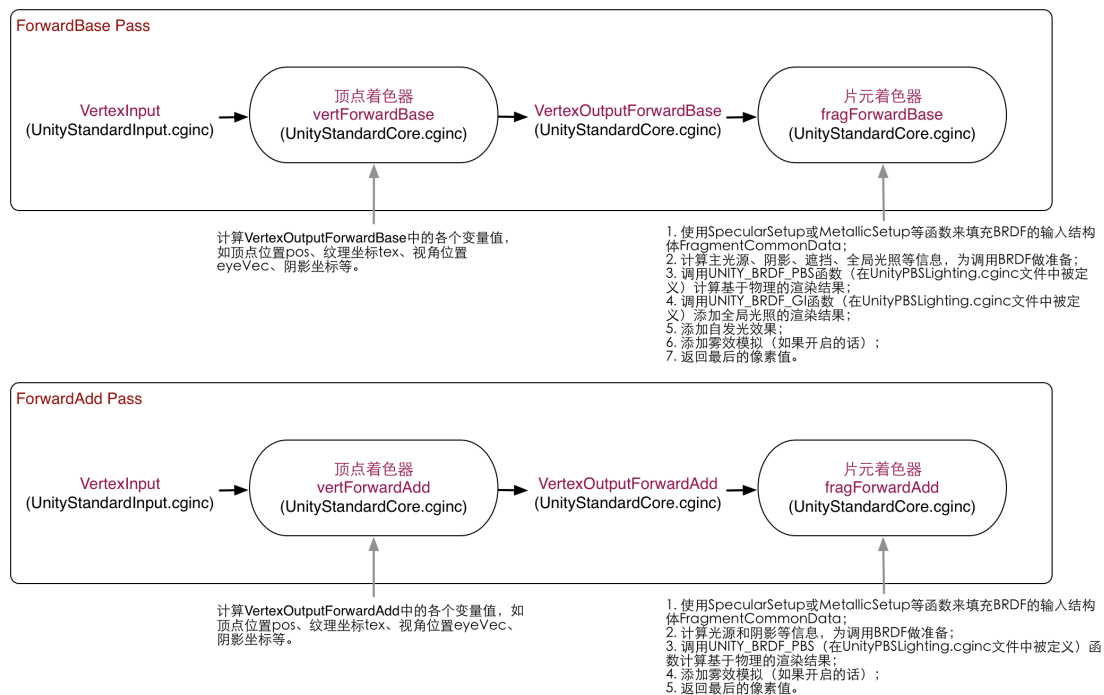 ForwardBase Pass
VertexInput
(UnityStandardInput.cginc)
顶点着色器
vertForwardBase
(UnityStandardCore.cginc)
VertexOutputForwardBase
(UnityStandardCore.cginc)
片元着色器
fragForwardBase
(UnityStandardCore.cginc)
计算VertexOutputForwardBase中的各个变量值，
如顶点位置pos、纹理坐标tex、视角位置
eyeVec、阴影坐标等。
1. 使用SpecularSetup或MetallicSetup等函数来填充BRDF的输入结构
体FragmentCommonData；
2. 计算主光源、阴影、遮挡、全局光照等信息，为调用BRDF做准备；
3. 调用UNITY_BRDF_PBS函数（在UnityPBSLighting.cginc文件中被定
义）计算基于物理的渲染结果；
4. 调用UNITY_BRDF_GI函数（在UnityPBSLighting.cginc文件中被定
义）添加全局光照的渲染结果；
5. 添加自发光效果；
6. 添加雾效模拟（如果开启的话）；
7. 返回最后的像素值。
ForwardAdd Pass
VertexInput
(UnityStandardInput.cginc)
顶点着色器
vertForwardAdd
(UnityStandardCore.cginc)
VertexOutputForwardAdd
(UnityStandardCore.cginc)
片元着色器
fragForwardAdd
(UnityStandardCore.cginc)
计算VertexOutputForwardAdd中的各个变量值，如
顶点位置pos、纹理坐标tex、视角位置eyeVec、
阴影坐标等。
1. 使用SpecularSetup或MetallicSetup等函数来填充BRDF的输入结构
体FragmentCommonData；
2. 计算光源和阴影等信息，为调用BRDF做准备；
3. 调用UNITY_BRDF_PBS（在UnityPBSLighting.cginc文件中被定义）函
数计算基于物理的渲染结果；
4. 添加雾效模拟（如果开启的话）；
5. 返回最后的像素值。